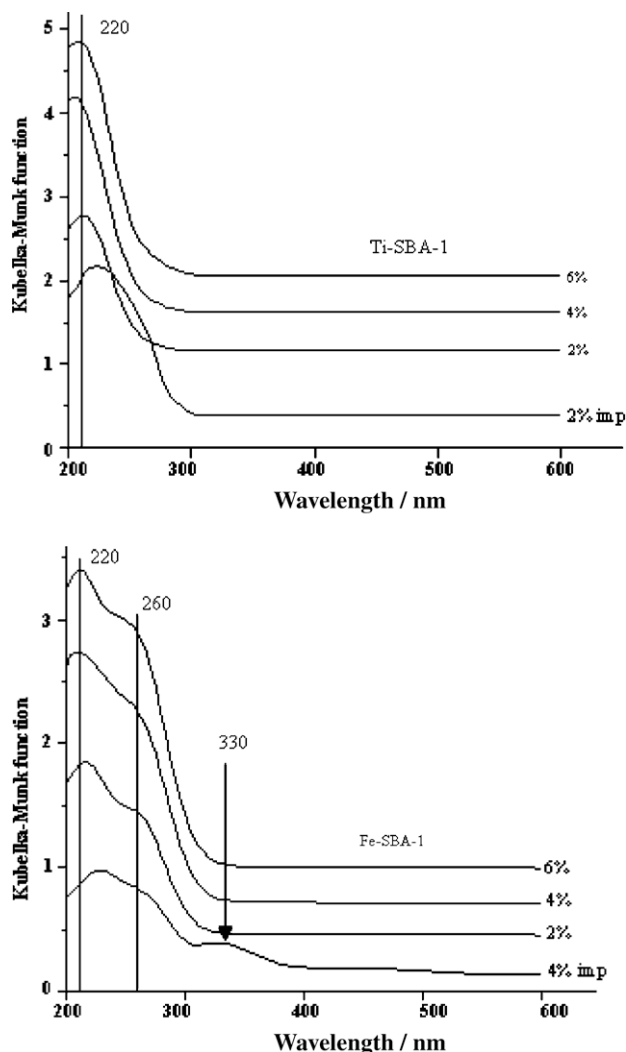 5
220
4
3
Ti-SBA-1
2
6%
4%
2%
1
2% imp
0
200 300 400 500 600
Kubelka-Munk function
Wavelength / nm
220
260
3
330
2
Fe-SBA-1
1
6%
4%
2%
4% imp
0
200 300 400 500 600
Kubelka-Munk function
Wavelength / nm